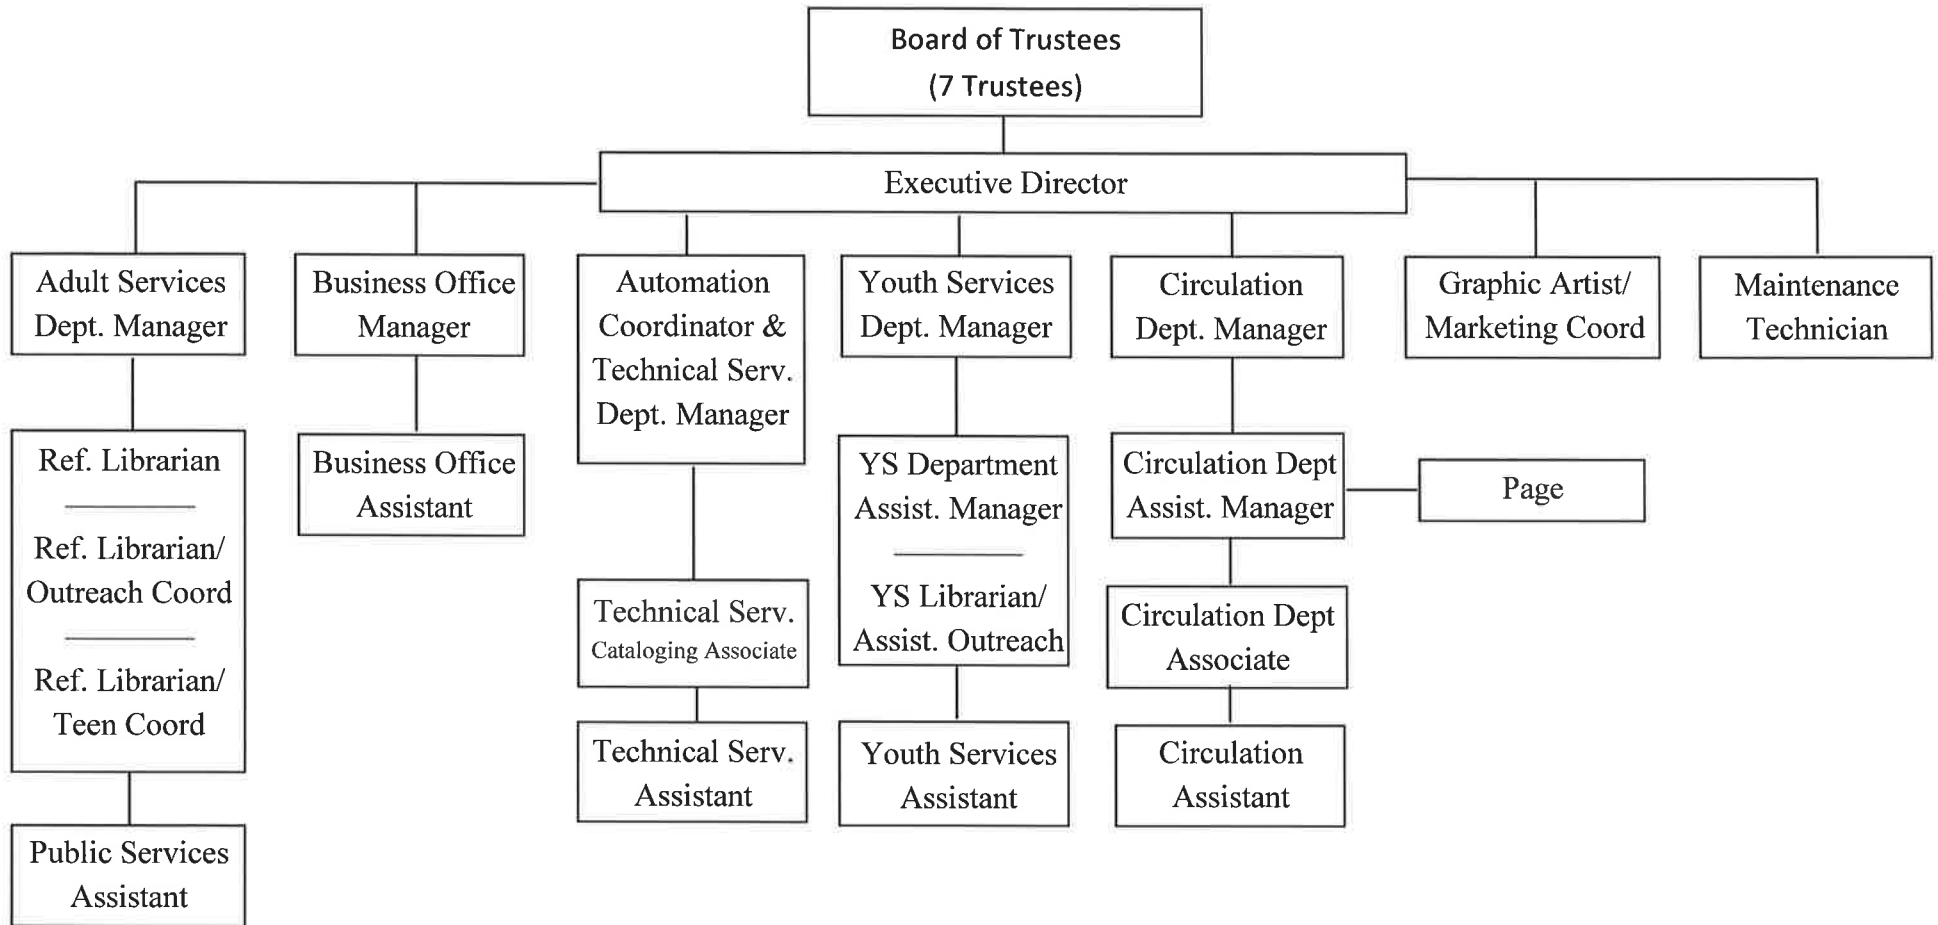 Board of Trustees
(7 Trustees)
Executive Director
Adult Services
Dept. Manager
Business Office
Manager
Automation
Coordinator &
Technical Serv.
Dept. Manager
Youth Services
Dept. Manager
Circulation
Dept. Manager
Graphic Artist/
Marketing Coord
Maintenance
Technician
Ref. Librarian
Ref. Librarian/
Outreach Coord
Ref. Librarian/
Teen Coord
Business Office
Assistant
YS Department
Assist. Manager
YS Librarian/
Assist. Outreach
Circulation Dept
Assist. Manager
Page
Technical Serv.
Cataloging Associate
Circulation Dept
Associate
Technical Serv.
Assistant
Youth Services
Assistant
Circulation
Assistant
Public Services
Assistant